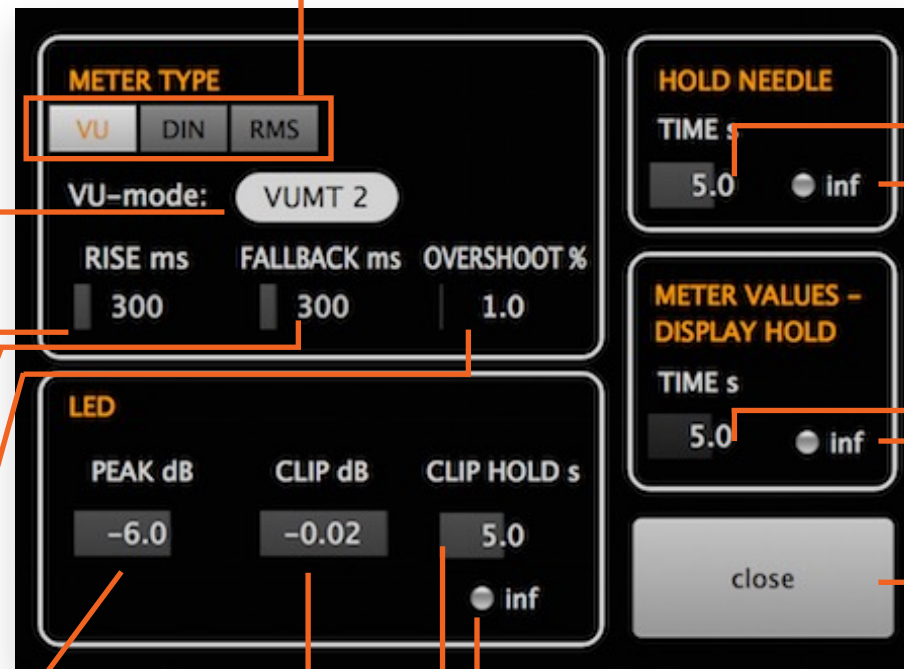 METER TYPE
VU DIN RMS
VU-mode: VUMT 2
RISE ms FALLBACK ms OVERSHOOT %
300 300 1.0
LED
PEAK dB CLIP dB CLIP HOLD s
-6.0 -0.02 5.0
inf
HOLD NEEDLE
TIME s
5.0 inf
METER VALUES -
DISPLAY HOLD
TIME s
5.0 inf
close